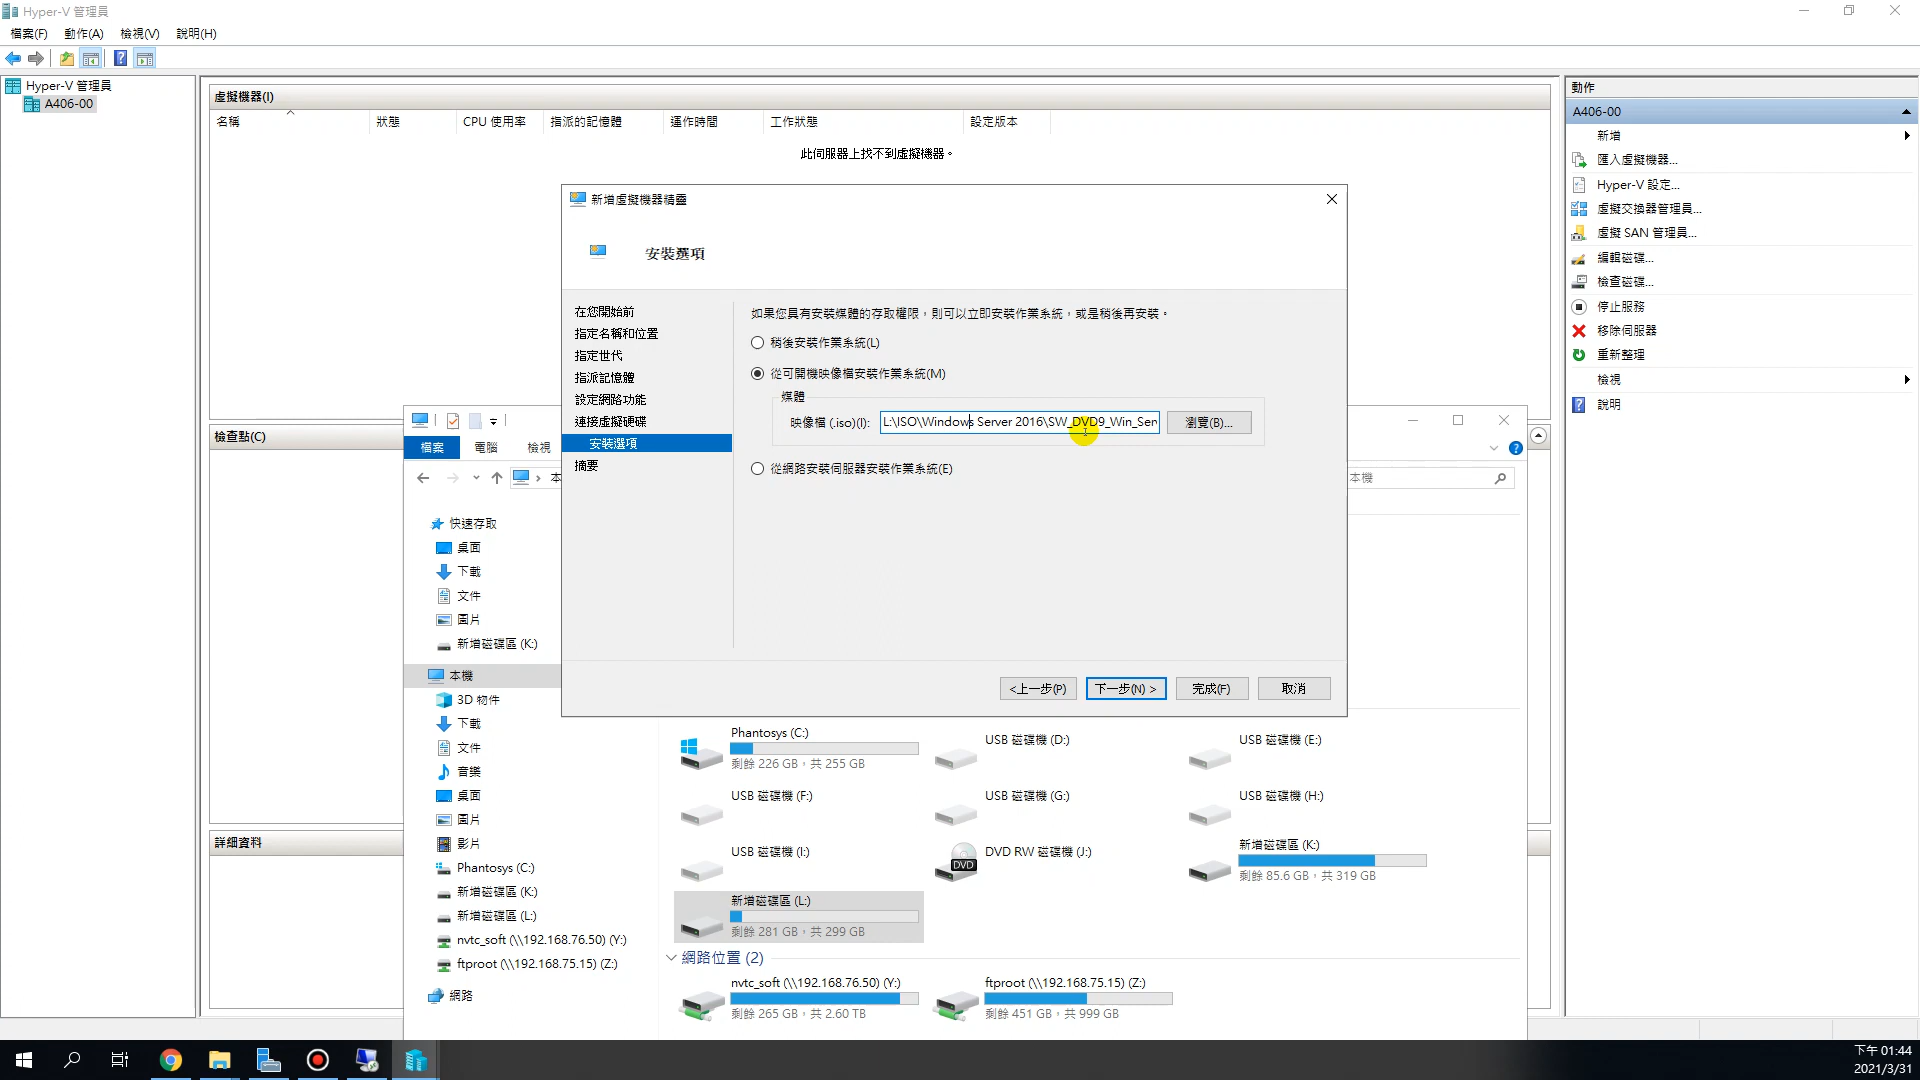 Hyper-V 管理員
檔案(F) 動作(A) 檢視(V) 說明(H)
Hyper-V 管理員
A406-00
虛擬機器(I)
名稱 狀態 CPU 使用率 指派的記憶體 運作時間 工作狀態 設定版本
此伺服器上找不到虛擬機器。
檢查點(C)
詳細資料
動作
A406-00
新增
匯入虛擬機器...
Hyper-V 設定...
虛擬交換器管理員...
虛擬 SAN 管理員...
編輯磁碟...
檢查磁碟...
停止服務
移除伺服器
重新整理
檢視
說明
新增虛擬機器精靈
安裝選項
在您開始前
指定名稱和位置
指定世代
指派記憶體
設定網路功能
連接虛擬硬碟
安裝選項
摘要
如果您具有安裝媒體的存取權限，則可以立即安裝作業系統，或是稍後再安裝。
稍後安裝作業系統(L)
從可開機映像檔安裝作業系統(M)
媒體
映像檔 (.iso)(I): L:\ISO\Windows Server 2016\SW_DVD9_Win_Ser 瀏覽(B)...
從網路安裝伺服器安裝作業系統(E)
<上一步(P) 下一步(N) > 完成(F) 取消
檔案 電腦 檢視
本
本機
快速存取
桌面
下載
文件
圖片
新增磁碟區 (K:)
本機
3D 物件
下載
文件
音樂
桌面
圖片
影片
Phantosys (C:)
新增磁碟區 (K:)
新增磁碟區 (L:)
nvtc_soft (\\192.168.76.50) (Y:)
ftproot (\\192.168.75.15) (Z:)
網路
Phantosys (C:)
剩餘 226 GB，共 255 GB
USB 磁碟機 (D:)
USB 磁碟機 (E:)
USB 磁碟機 (F:)
USB 磁碟機 (G:)
USB 磁碟機 (H:)
USB 磁碟機 (I:)
DVD
DVD RW 磁碟機 (J:)
新增磁碟區 (K:)
剩餘 85.6 GB，共 319 GB
新增磁碟區 (L:)
剩餘 281 GB，共 299 GB
網路位置 (2)
nvtc_soft (\\192.168.76.50) (Y:)
剩餘 265 GB，共 2.60 TB
ftproot (\\192.168.75.15) (Z:)
剩餘 451 GB，共 999 GB
下午 01:44
2021/3/31